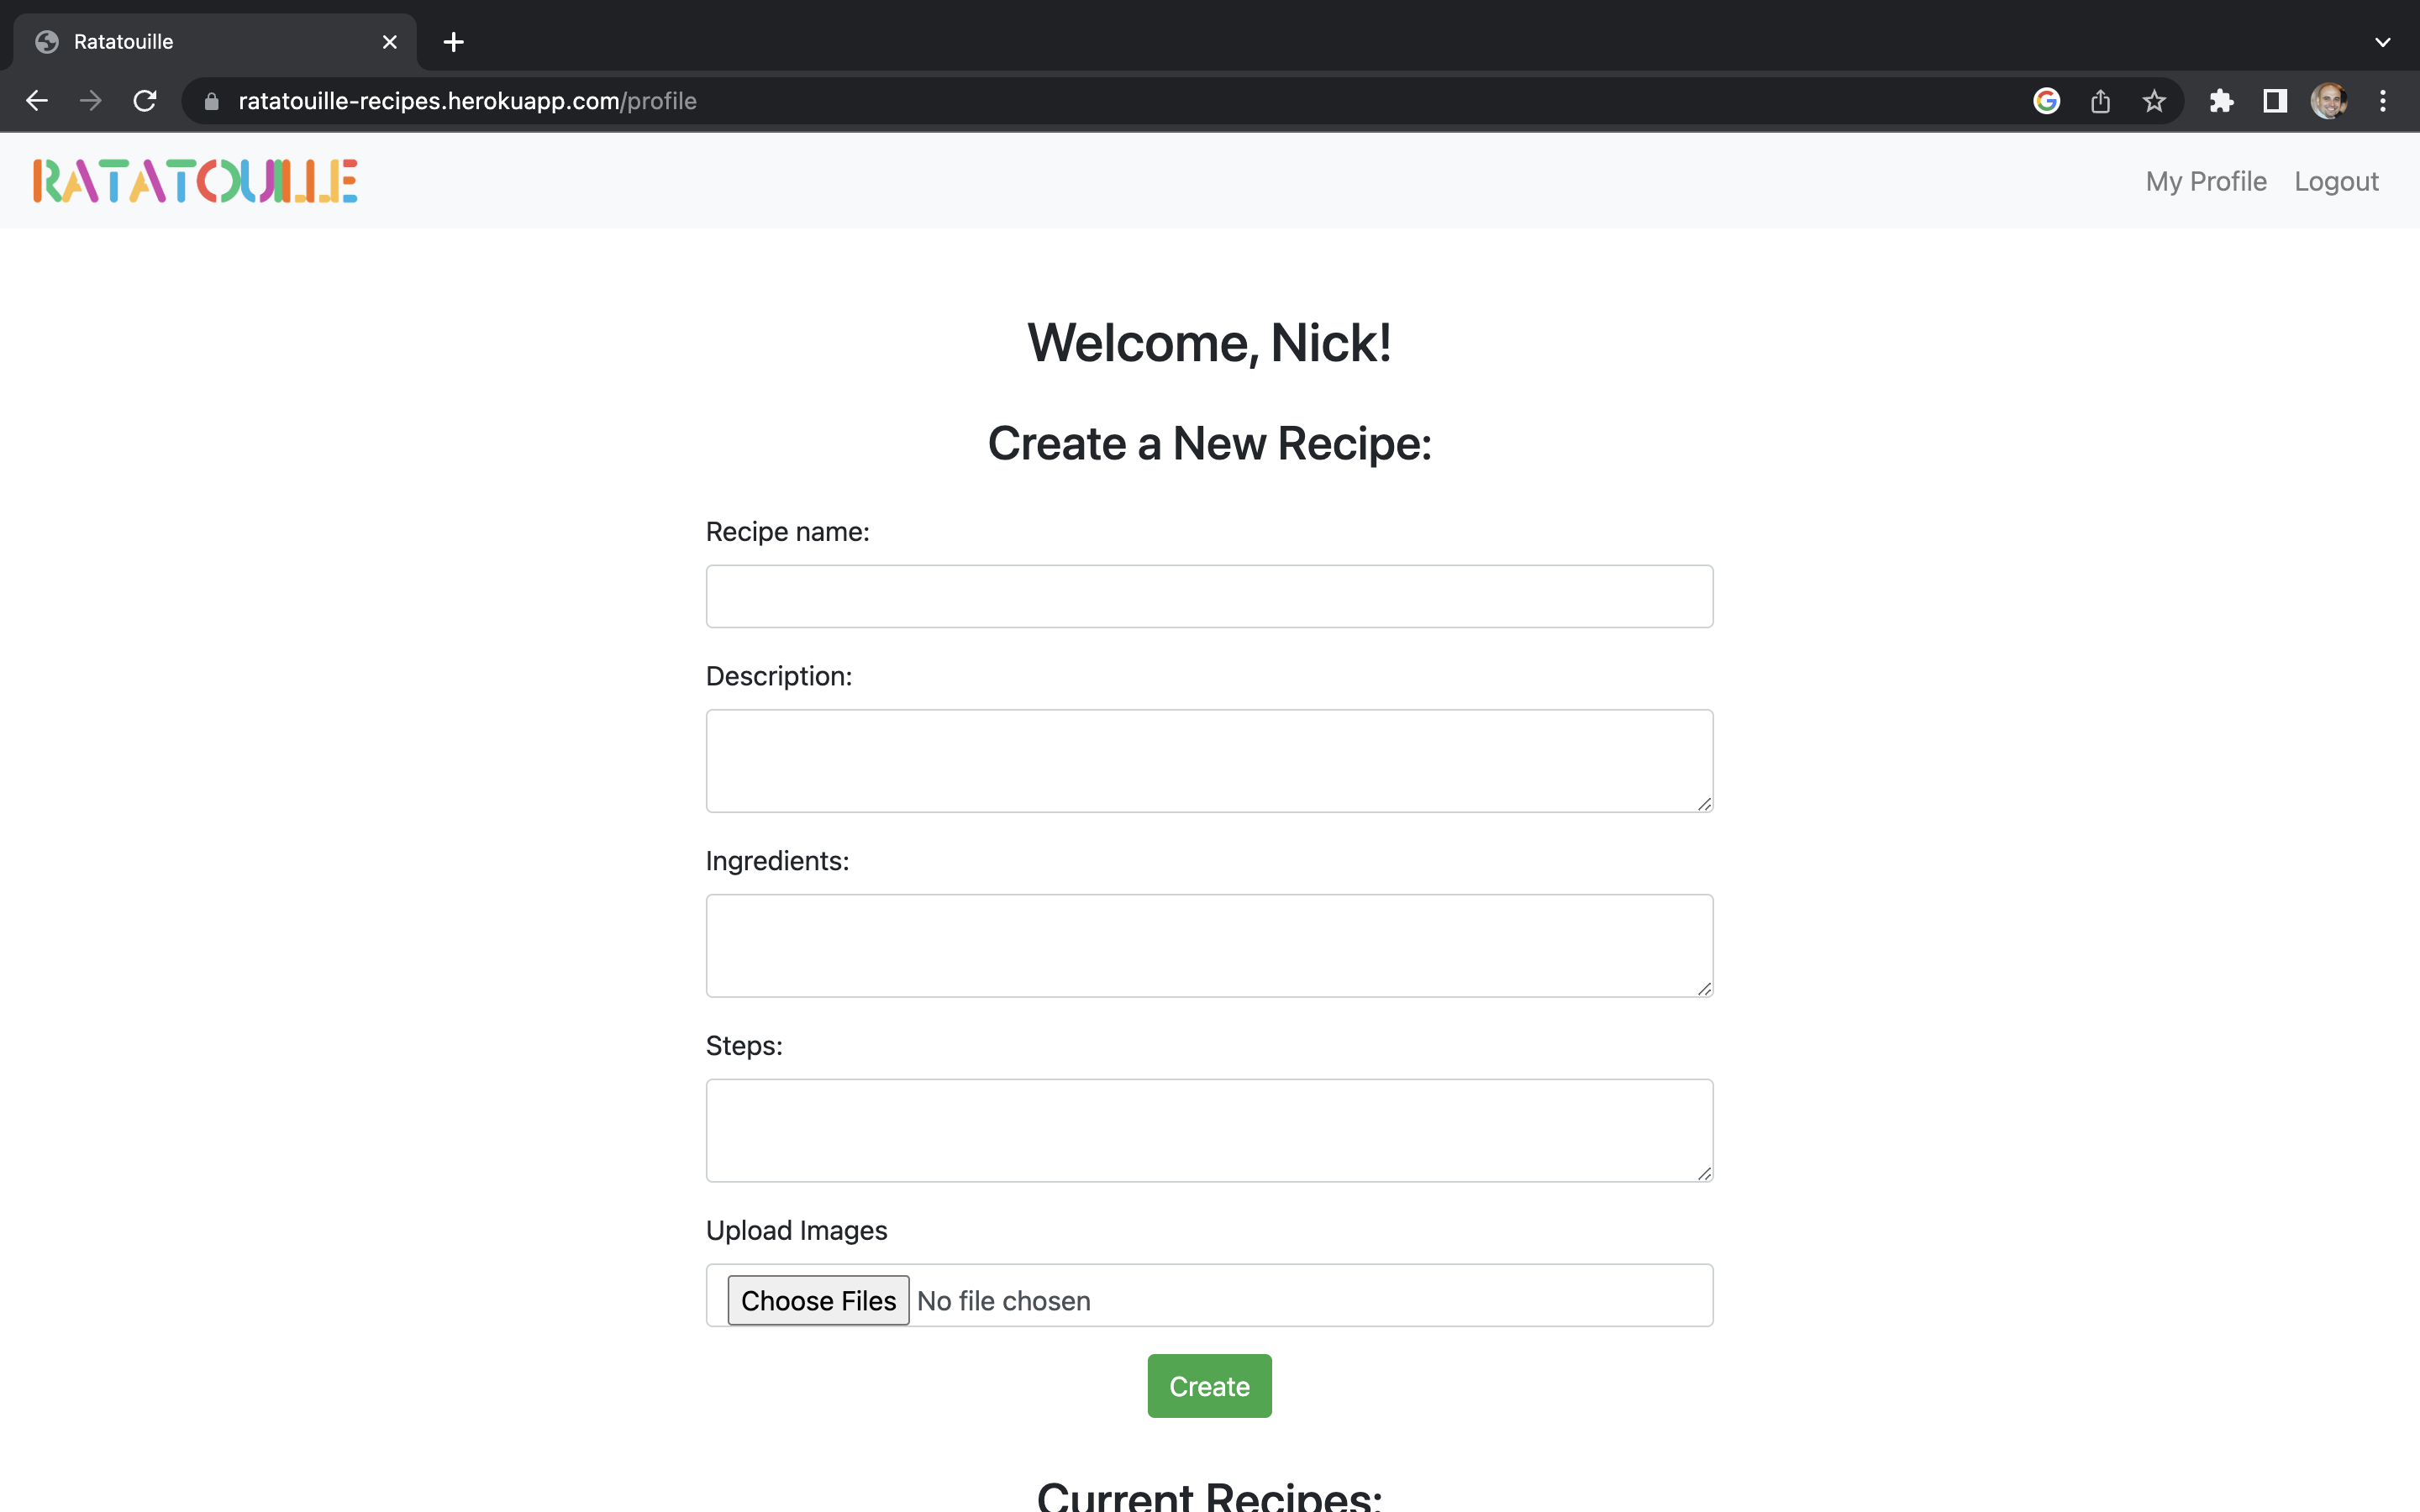 Ratatouille
ratatouille-recipes.herokuapp.com/profile
RATATOUILLE
My Profile Logout
Welcome, Nick!
Create a New Recipe:
Recipe name:
Description:
Ingredients:
Steps:
Upload Images
Choose Files No file chosen
Create
Current Recipes: